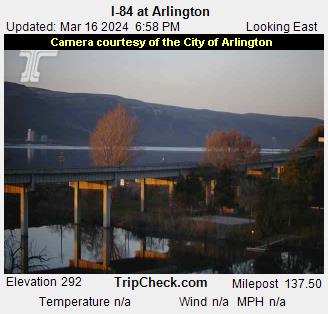 I-84 at Arlington
Updated: Mar 16 2024 6:58 PM Looking East
Camera courtesy of the City of Arlington
Elevation 292 TripCheck.com Milepost 137.50
Temperature n/a Wind n/a MPH n/a